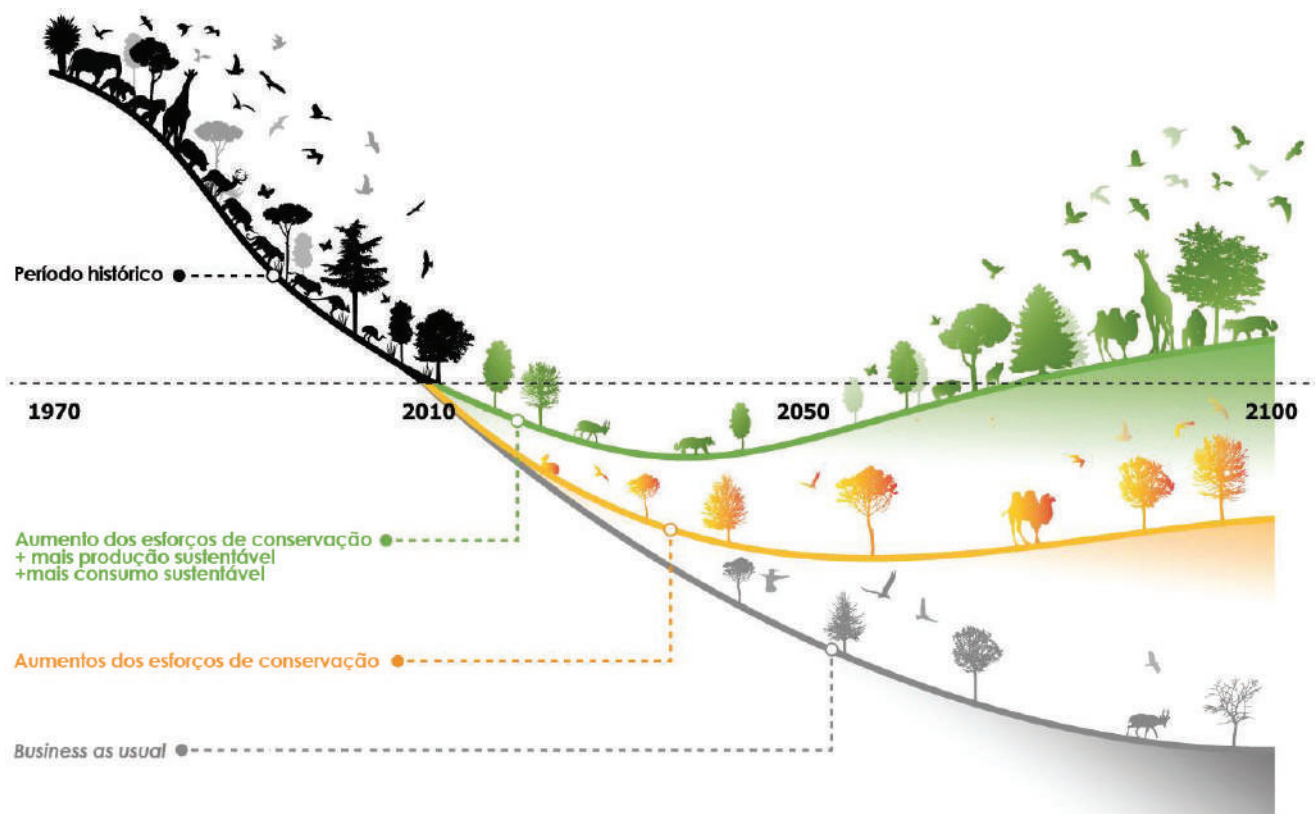 Período histórico
1970
2010
2050
2100
Aumento dos esforços de conservação
+ mais produção sustentável
+mais consumo sustentável
Aumentos dos esforços de conservação
Business as usual